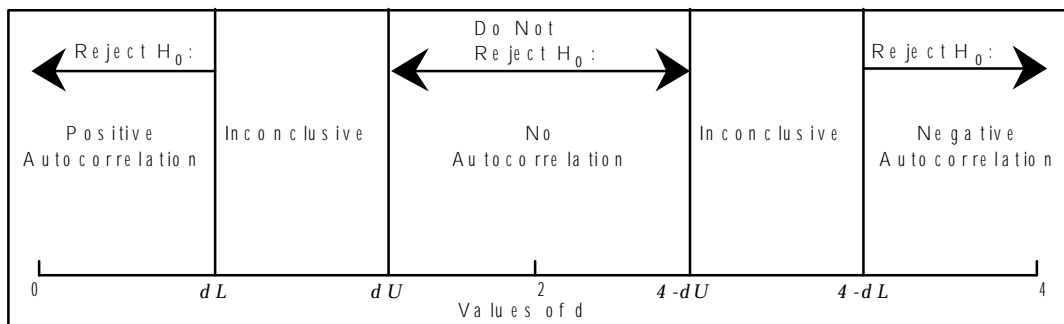 Do Not
Reject H0: Reject H0: Reject H0:
Positive Inconclusive No Inconclusive Negative
Autocorrelation Autocorrelation Autocorrelation
0 dL dU 2 4-dU 4-dL 4
Values of d